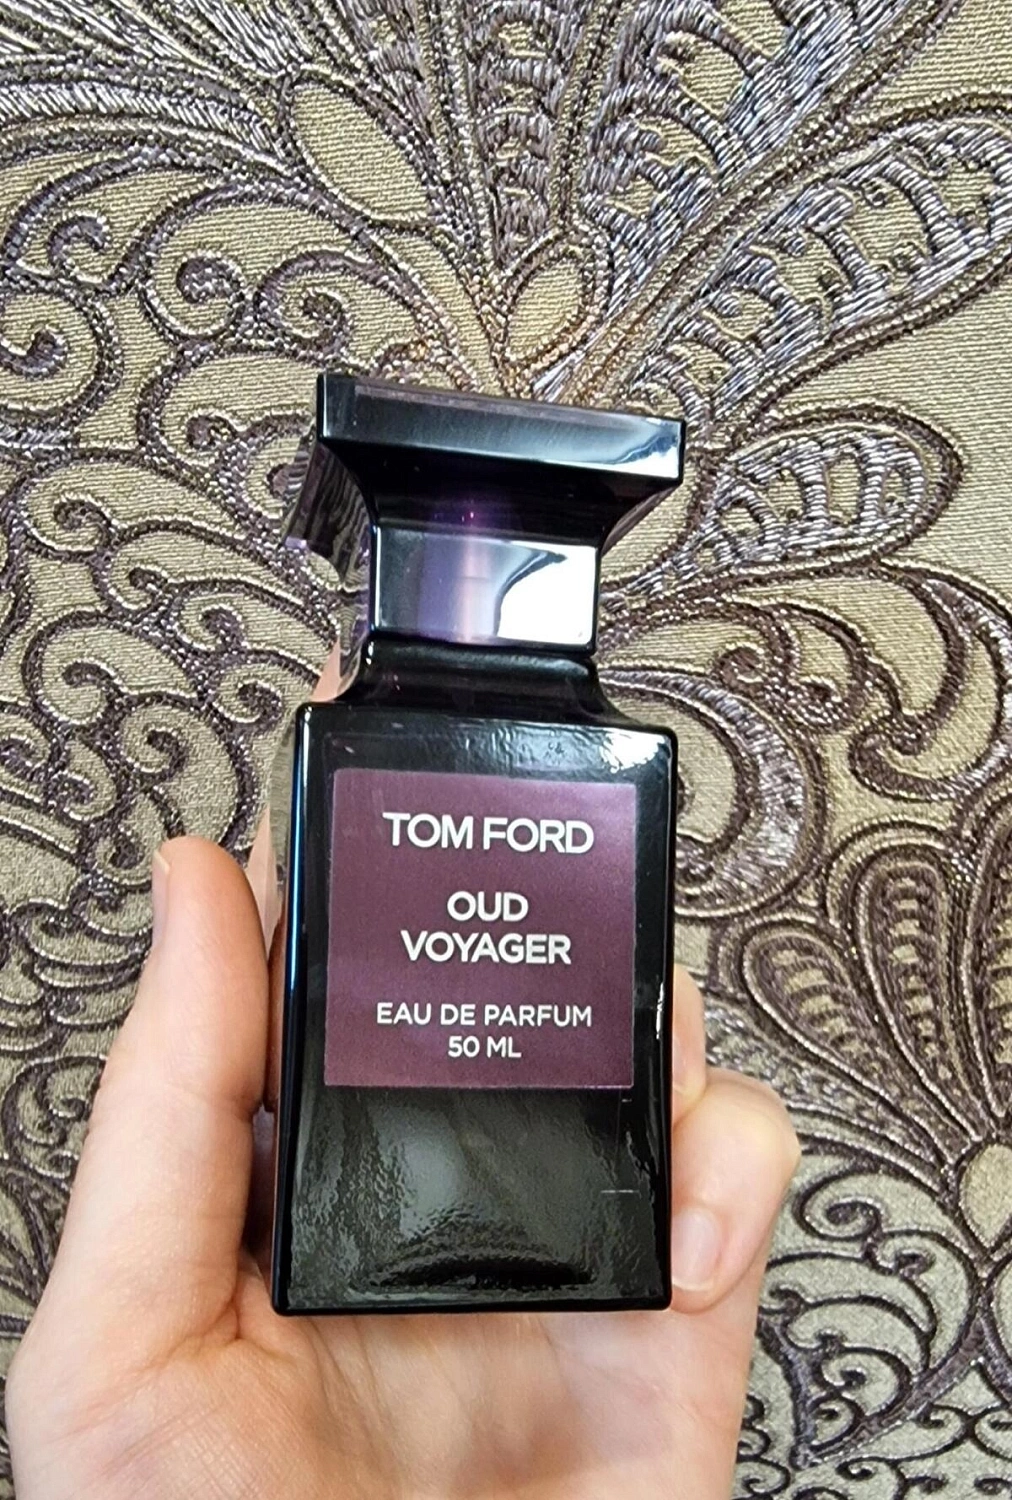 TOM FORD
OUD
VOYAGER
EAU DE PARFUM
50 ML